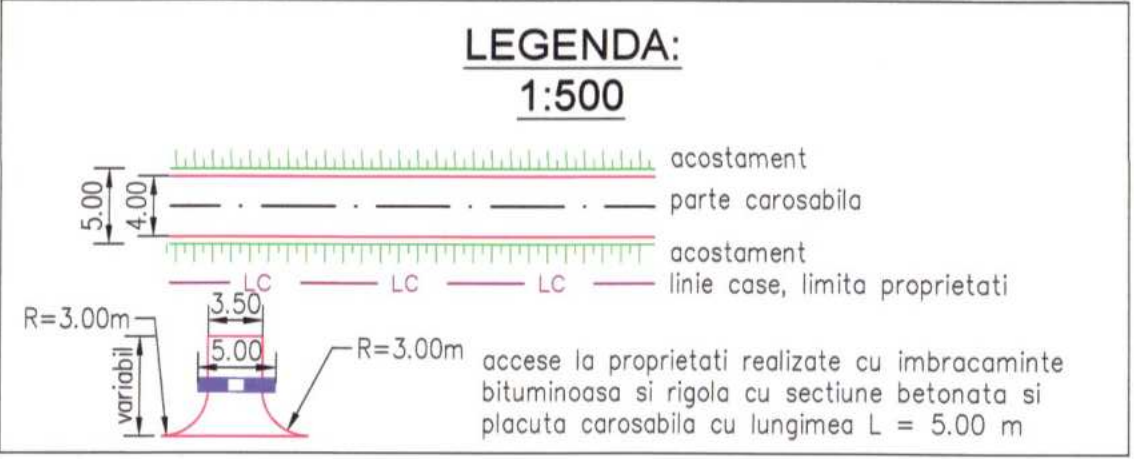 LEGENDA:
1:500
acostament
5.00
4.00
parte carosabila
acostament
LC LC LC
linie case, limita proprietati
3.50
R=3.00m
variabil
5.00
R=3.00m
accese la proprietati realizate cu imbracaminte
bituminoasa si rigola cu sectiune betonata si
placuta carosabila cu lungimea L = 5.00 m